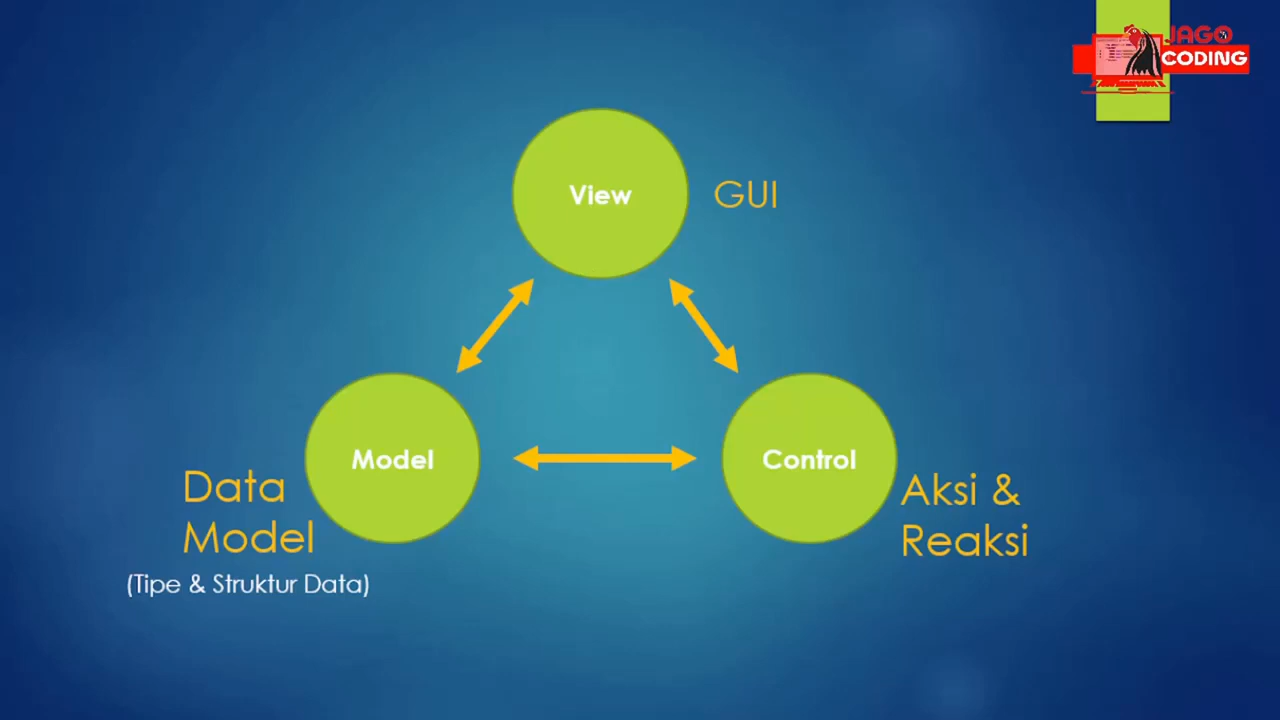 JAGO
CODING
View
GUI
Model
Control
Data
Model
(Tipe & Struktur Data)
Aksi &
Reaksi